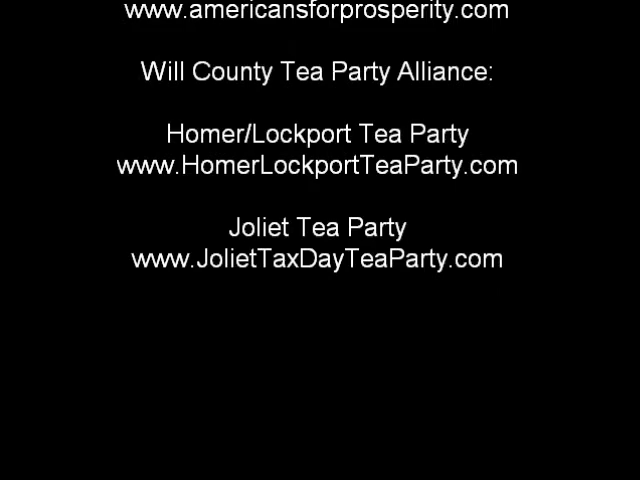 www.americansforprosperity.com
Will County Tea Party Alliance:
Homer/Lockport Tea Party
www.HomerLockportTeaParty.com
Joliet Tea Party
www.JolietTaxDayTeaParty.com